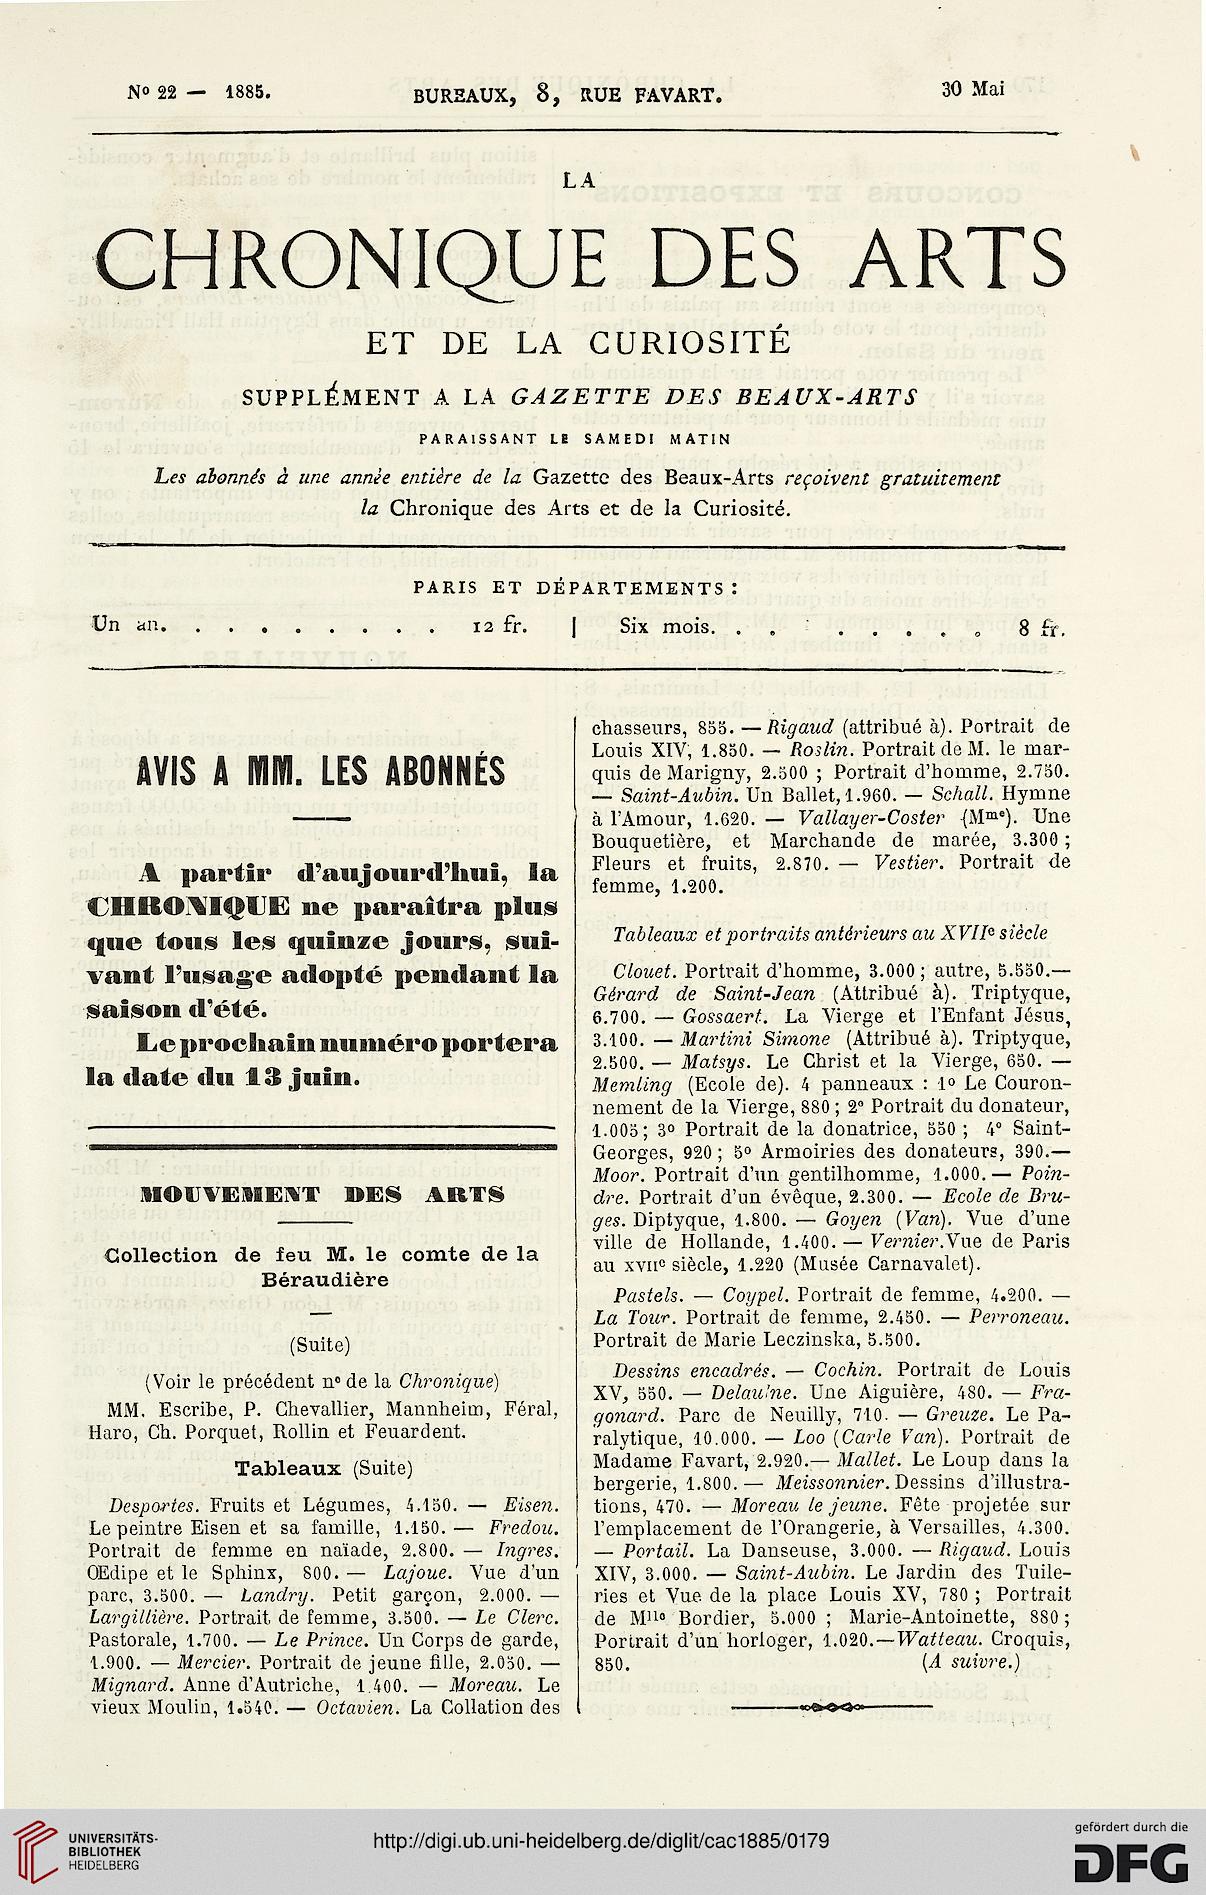 Nº 22 — 1885.
BUREAUX, 8, RUE FAVART.
30 Mai
LA
CHRONIQUE DES ARTS
ET DE LA CURIOSITÉ
SUPPLÉMENT A LA GAZETTE DES BEAUX-ARTS
PARAISSANT LE SAMEDI MATIN
Les abonnés à une année entière de la Gazette des Beaux-Arts reçoivent gratuitement
la Chronique des Arts et de la Curiosité.
PARIS ET DÉPARTEMENTS :
Un an. . . . . . . . . . 12 fr. | Six mois. . . . . . . . . 8 fr.
AVIS A MM. LES ABONNÉS
A partir d'aujourd'hui, la
CHRONIQUE ne paraîtra plus
que tous les quinze jours, sui-
vant l'usage adopté pendant la
saison d'été.
Le prochain numéro portera
la date du 13 juin.
MOUVEMENT DES ARTS
Collection de feu M. le comte de la
Béraudière
(Suite)
(Voir le précédent nº de la Chronique)
MM. Escribe, P. Chevallier, Mannheim, Féral,
Haro, Ch. Porquet, Rollin et Feuardent.
Tableaux (Suite)
Desportes. Fruits et Légumes, 4.150. — Eisen.
Le peintre Eisen et sa famille, 1.150. — Fredou.
Portrait de femme en naïade, 2.800. — Ingres.
OEdipe et le Sphinx, 800. — Lajoue. Vue d'un
parc, 3.500. — Landry. Petit garçon, 2.000. —
Largillière. Portrait de femme, 3.500. — Le Clerc.
Pastorale, 1.700. — Le Prince. Un Corps de garde,
1.900. — Mercier. Portrait de jeune fille, 2.050. —
Mignard. Anne d'Autriche, 1.400. — Moreau. Le
vieux Moulin, 1.540. — Octavien. La Collation des
chasseurs, 855. — Rigaud (attribué à). Portrait de
Louis XIV, 1.850. — Roslin. Portrait de M. le mar-
quis de Marigny, 2.500 ; Portrait d'homme, 2.750.
— Saint-Aubin. Un Ballet, 1.960. — Schall. Hymne
à l'Amour, 1.620. — Vallayer-Coster (Mme). Une
Bouquetière, et Marchande de marée, 3.300 ;
Fleurs et fruits, 2.870. — Vestier. Portrait de
femme, 1.200.
Tableaux et portraits antérieurs au XVIIe siècle
Clouet. Portrait d'homme, 3.000 ; autre, 5.550.—
Gérard de Saint-Jean (Attribué à). Triptyque,
6.700. — Gossaert. La Vierge et l'Enfant Jésus,
3.100. — Martini Simone (Attribué à). Triptyque,
2.500. — Matsys. Le Christ et la Vierge, 650. —
Memling (Ecole de). 4 panneaux : 1º Le Couron-
nement de la Vierge, 880 ; 2º Portrait du donateur,
1.005 ; 3º Portrait de la donatrice, 550 ; 4º Saint-
Georges, 920 ; 5º Armoiries des donateurs, 390.—
Moor. Portrait d'un gentilhomme, 1.000. — Poin-
dre. Portrait d'un évêque, 2.300. — Ecole de Bru-
ges. Diptyque, 1.800. — Goyen (Van). Vue d'une
ville de Hollande, 1.400. — Vernier. Vue de Paris
au XVIIe siècle, 1.220 (Musée Carnavalet).
Pastels. — Coypel. Portrait de femme, 4.200. —
La Tour. Portrait de femme, 2.450. — Perroneau.
Portrait de Marie Leczinska, 5.500.
Dessins encadrés. — Cochin. Portrait de Louis
XV, 550. — Delaulne. Une Aiguière, 480. — Fra-
gonard. Parc de Neuilly, 710. — Greuze. Le Pa-
ralytique, 10.000. — Loo (Carle Van). Portrait de
Madame Favart, 2.920.— Mallet. Le Loup dans la
bergerie, 1.800. — Meissonnier. Dessins d'illustra-
tions, 470. — Moreau le jeune. Fête projetée sur
l'emplacement de l'Orangerie, à Versailles, 4.300.
— Portail. La Danseuse, 3.000. — Rigaud. Louis
XIV, 3.000. — Saint-Aubin. Le Jardin des Tuile-
ries et Vue de la place Louis XV, 780 ; Portrait
de Mlle Bordier, 5.000 ; Marie-Antoinette, 880 ;
Portrait d'un horloger, 1.020.—Watteau. Croquis,
850. (A suivre.)
UNIVERSITÄTS-
BIBLIOTHEK
HEIDELBERG
http://digi.ub.uni-heidelberg.de/diglit/cac1885/0179
gefördert durch die
DFG